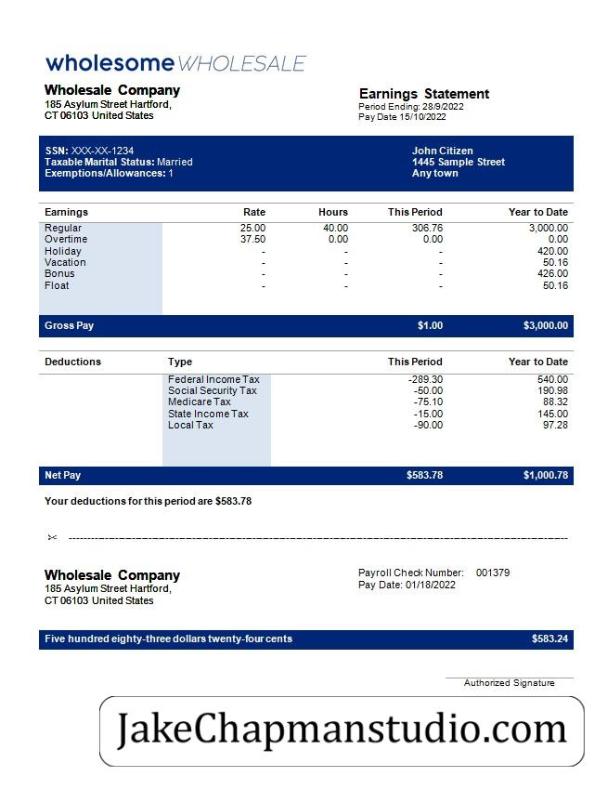 wholesomeWHOLESALE
Wholesale Company
185 Asylum Street Hartford,
CT 06103 United States
Earnings Statement
Period Ending: 28/9/2022
Pay Date 15/10/2022
SSN: XXX-XX-1234
Taxable Marital Status: Married
Exemptions/Allowances: 1
John Citizen
1445 Sample Street
Any town
Earnings Rate Hours This Period Year to Date
Regular 25.00 40.00 306.76 3,000.00
Overtime 37.50 0.00 0.00 0.00
Holiday - - - 420.00
Vacation - - - 50.16
Bonus - - - 426.00
Float - - - 50.16
Gross Pay $1.00 $3,000.00
Deductions Type This Period Year to Date
Federal Income Tax -289.30 540.00
Social Security Tax -50.00 190.98
Medicare Tax -75.10 88.32
State Income Tax -15.00 145.00
Local Tax -90.00 97.28
Net Pay $583.78 $1,000.78
Your deductions for this period are $583.78
Wholesale Company
185 Asylum Street Hartford,
CT 06103 United States
Payroll Check Number: 001379
Pay Date: 01/18/2022
Five hundred eighty-three dollars twenty-four cents $583.24
Authorized Signature
JakeChapmanstudio.com